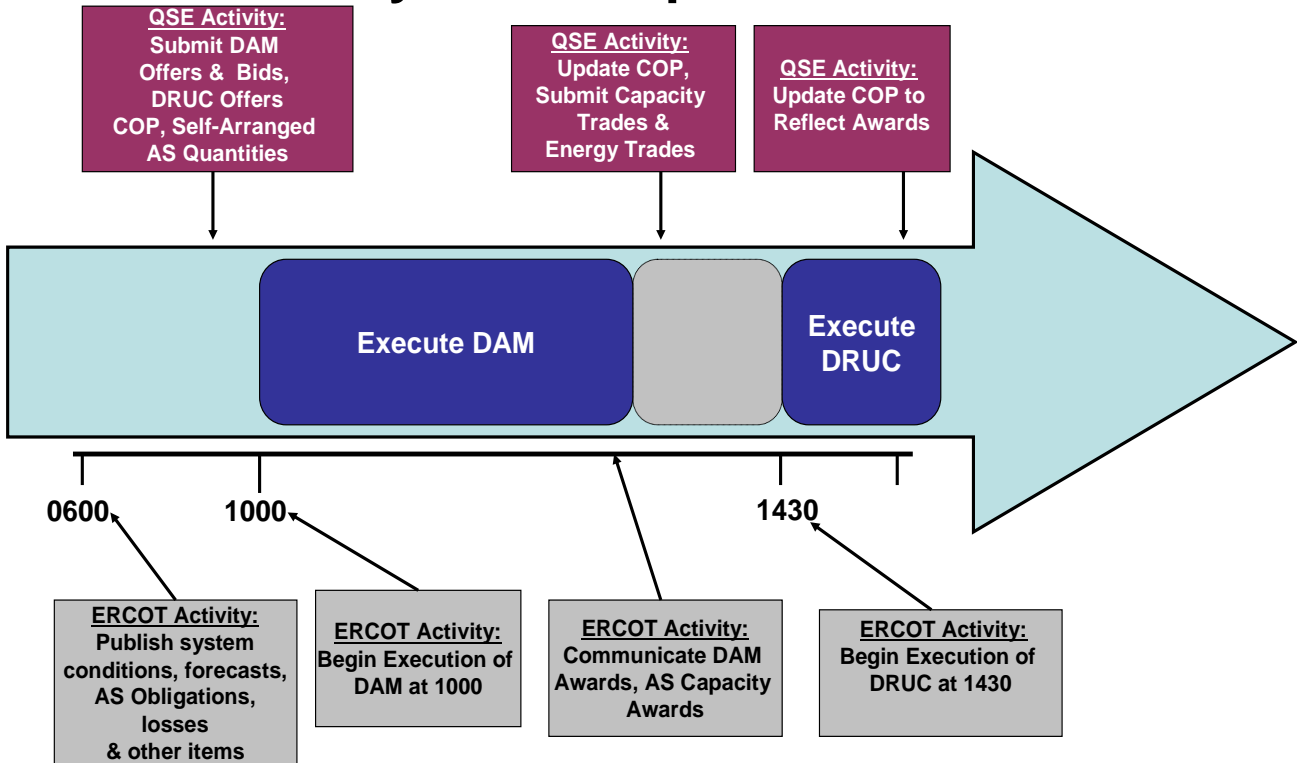 QSE Activity:
Submit DAM
Offers & Bids,
DRUC Offers
COP, Self-Arranged
AS Quantities
QSE Activity:
Update COP,
Submit Capacity
Trades &
Energy Trades
QSE Activity:
Update COP to
Reflect Awards
Execute DAM
Execute
DRUC
0600
1000
1430
ERCOT Activity:
Publish system
conditions, forecasts,
AS Obligations,
losses
& other items
ERCOT Activity:
Begin Execution of
DAM at 1000
ERCOT Activity:
Communicate DAM
Awards, AS Capacity
Awards
ERCOT Activity:
Begin Execution of
DRUC at 1430